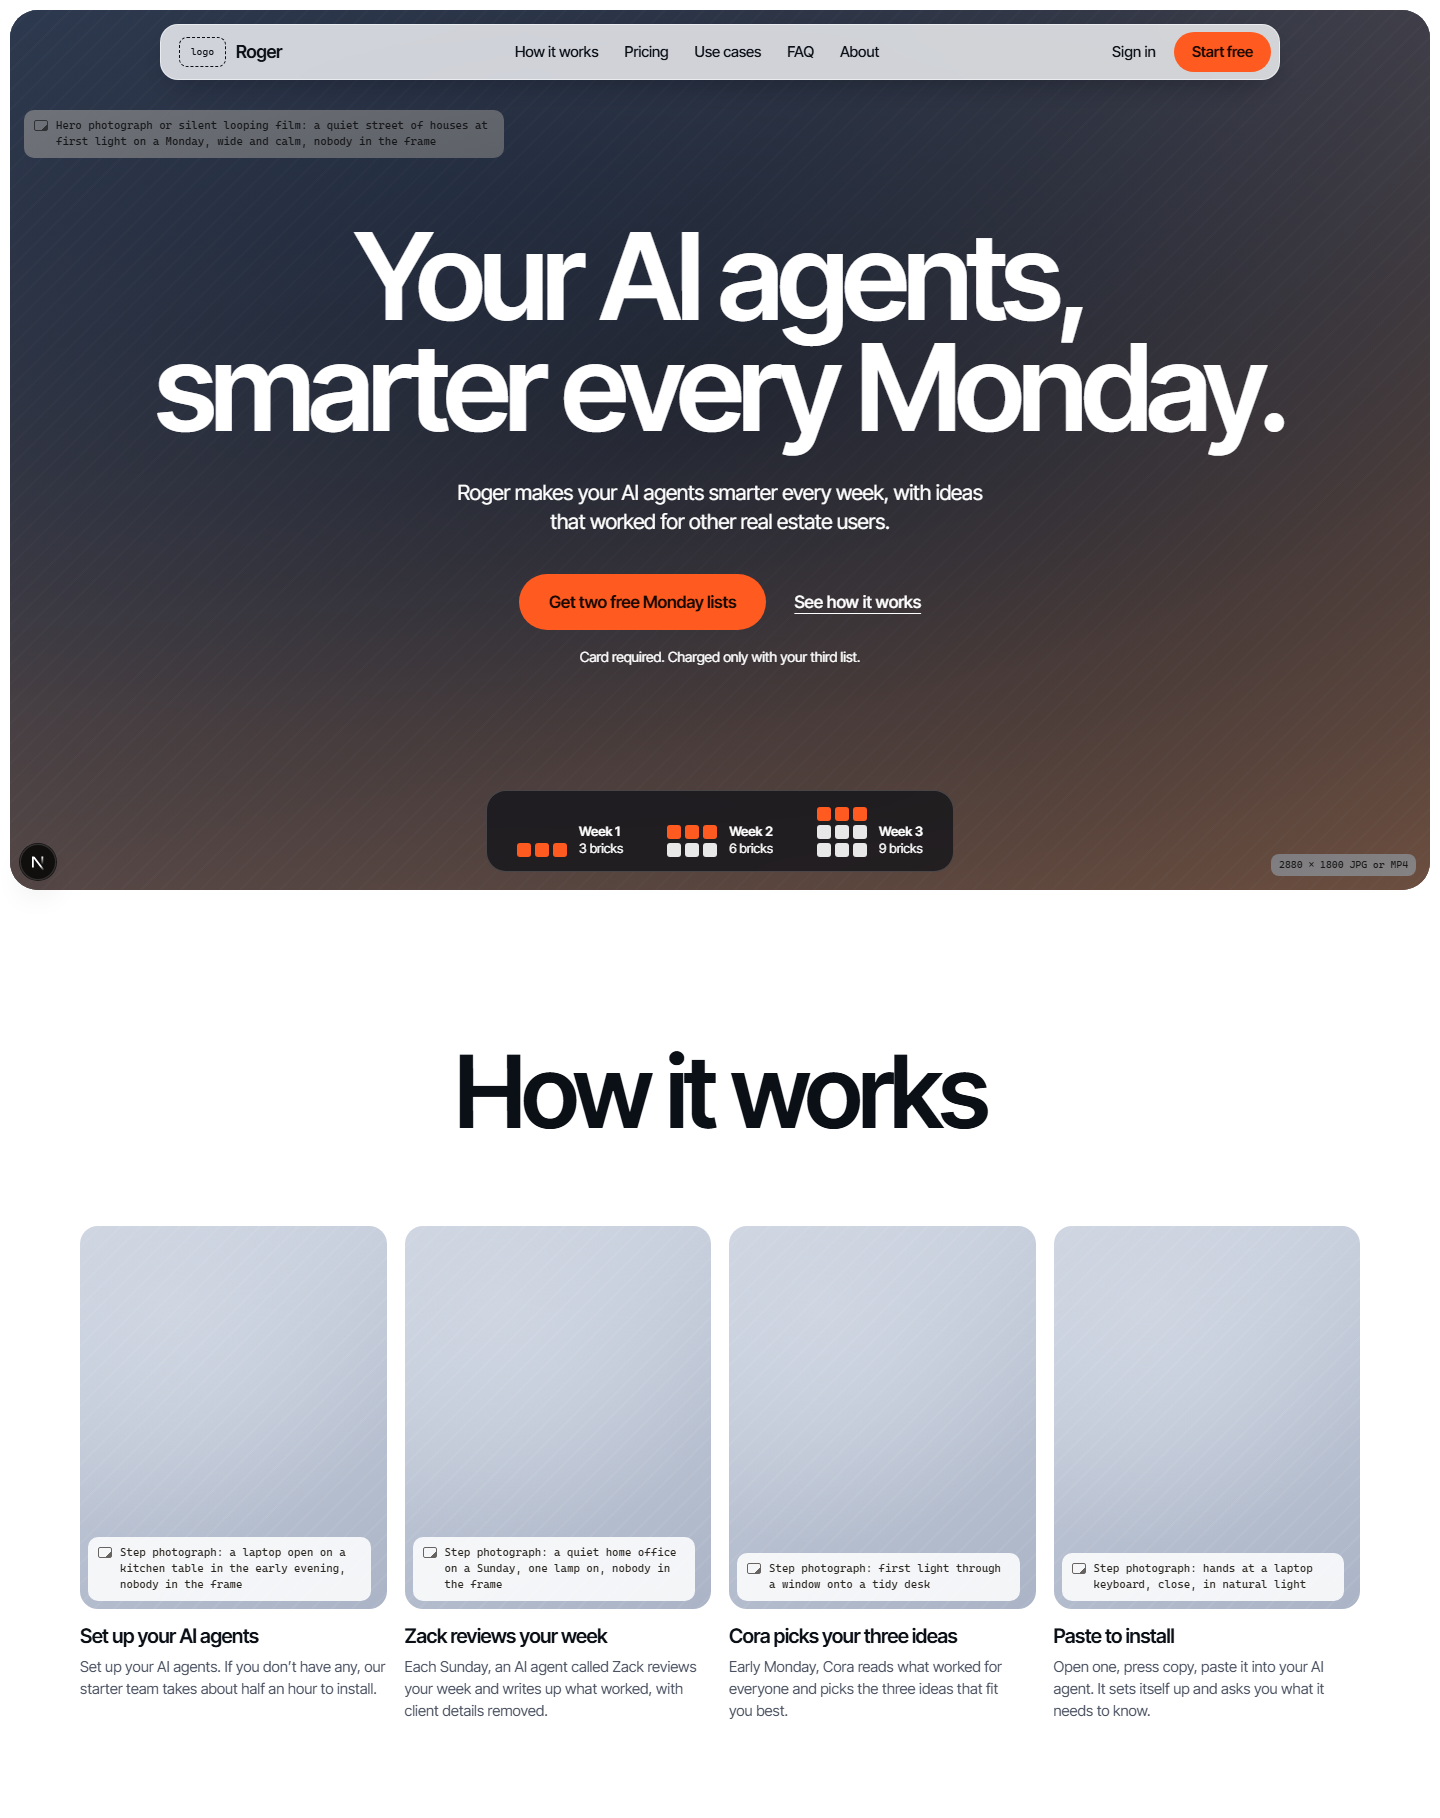 logo
Roger
How it works
Pricing
Use cases
FAQ
About
Sign in
Start free
Hero photograph or silent looping film: a quiet street of houses at
first light on a Monday, wide and calm, nobody in the frame
Your AI agents,
smarter every Monday.
Roger makes your AI agents smarter every week, with ideas
that worked for other real estate users.
Get two free Monday lists
See how it works
Card required. Charged only with your third list.
Week 1
3 bricks
Week 2
6 bricks
Week 3
9 bricks
N
2880 × 1800 JPG or MP4
How it works
Step photograph: a laptop open on a
kitchen table in the early evening,
nobody in the frame
Set up your AI agents
Set up your AI agents. If you don’t have any, our
starter team takes about half an hour to install.
Step photograph: a quiet home office
on a Sunday, one lamp on, nobody in
the frame
Zack reviews your week
Each Sunday, an AI agent called Zack reviews
your week and writes up what worked, with
client details removed.
Step photograph: first light through
a window onto a tidy desk
Cora picks your three ideas
Early Monday, Cora reads what worked for
everyone and picks the three ideas that fit
you best.
Step photograph: hands at a laptop
keyboard, close, in natural light
Paste to install
Open one, press copy, paste it into your AI
agent. It sets itself up and asks you what it
needs to know.